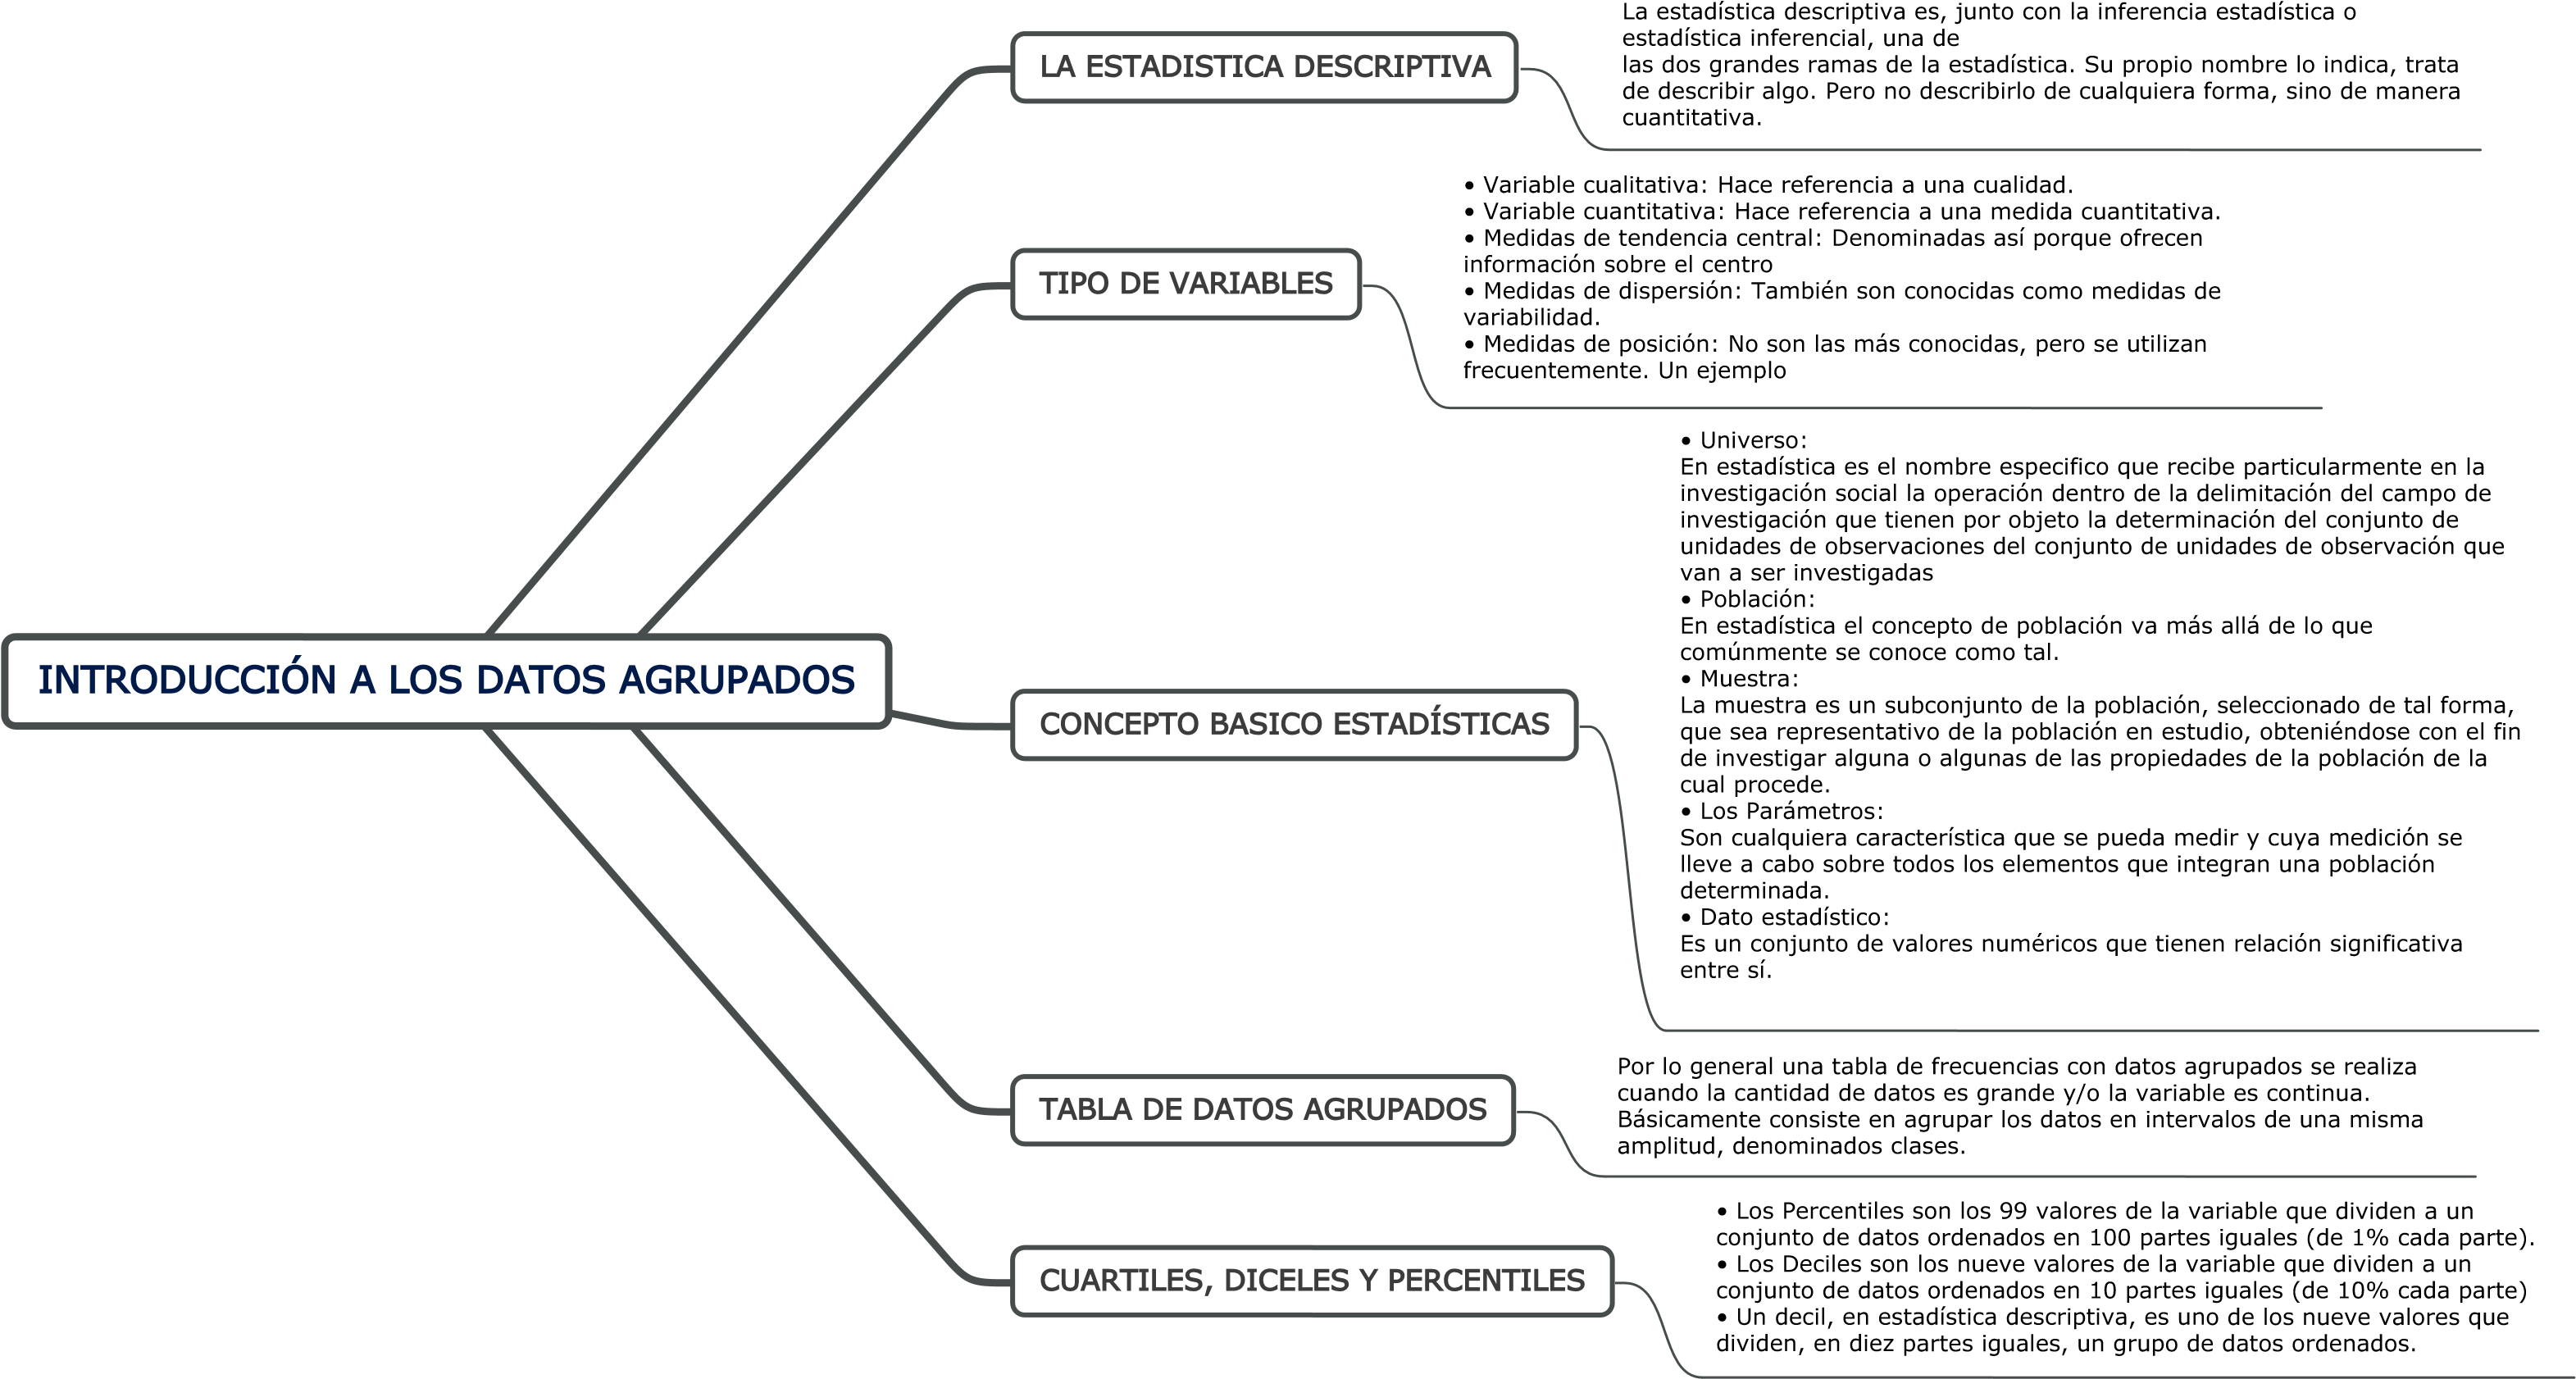 INTRODUCCIÓN A LOS DATOS AGRUPADOS
LA ESTADISTICA DESCRIPTIVA
La estadística descriptiva es, junto con la inferencia estadística o
estadística inferencial, una de
las dos grandes ramas de la estadística. Su propio nombre lo indica, trata
de describir algo. Pero no describirlo de cualquiera forma, sino de manera
cuantitativa.
TIPO DE VARIABLES
• Variable cualitativa: Hace referencia a una cualidad.
• Variable cuantitativa: Hace referencia a una medida cuantitativa.
• Medidas de tendencia central: Denominadas así porque ofrecen
información sobre el centro
• Medidas de dispersión: También son conocidas como medidas de
variabilidad.
• Medidas de posición: No son las más conocidas, pero se utilizan
frecuentemente. Un ejemplo
CONCEPTO BASICO ESTADÍSTICAS
• Universo:
En estadística es el nombre especifico que recibe particularmente en la
investigación social la operación dentro de la delimitación del campo de
investigación que tienen por objeto la determinación del conjunto de
unidades de observaciones del conjunto de unidades de observación que
van a ser investigadas
• Población:
En estadística el concepto de población va más allá de lo que
comúnmente se conoce como tal.
• Muestra:
La muestra es un subconjunto de la población, seleccionado de tal forma,
que sea representativo de la población en estudio, obteniéndose con el fin
de investigar alguna o algunas de las propiedades de la población de la
cual procede.
• Los Parámetros:
Son cualquiera característica que se pueda medir y cuya medición se
lleve a cabo sobre todos los elementos que integran una población
determinada.
• Dato estadístico:
Es un conjunto de valores numéricos que tienen relación significativa
entre sí.
TABLA DE DATOS AGRUPADOS
Por lo general una tabla de frecuencias con datos agrupados se realiza
cuando la cantidad de datos es grande y/o la variable es continua.
Básicamente consiste en agrupar los datos en intervalos de una misma
amplitud, denominados clases.
CUARTILES, DICELES Y PERCENTILES
• Los Percentiles son los 99 valores de la variable que dividen a un
conjunto de datos ordenados en 100 partes iguales (de 1% cada parte).
• Los Deciles son los nueve valores de la variable que dividen a un
conjunto de datos ordenados en 10 partes iguales (de 10% cada parte)
• Un decil, en estadística descriptiva, es uno de los nueve valores que
dividen, en diez partes iguales, un grupo de datos ordenados.